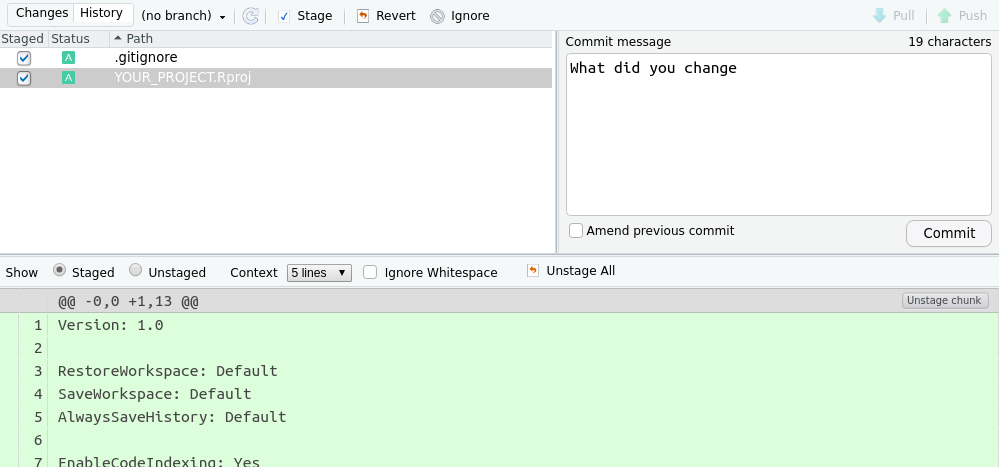 Changes History (no branch) Stage Revert Ignore Pull Push
Staged Status Path
A .gitignore
A YOUR_PROJECT.Rproj
Commit message 19 characters
What did you change
Amend previous commit Commit
Show Staged Unstaged Context 5 lines Ignore Whitespace Unstage All
@@ -0,0 +1,13 @@ Unstage chunk
1 Version: 1.0
2
3 RestoreWorkspace: Default
4 SaveWorkspace: Default
5 AlwaysSaveHistory: Default
6
7 EnableCodeIndexing: Yes